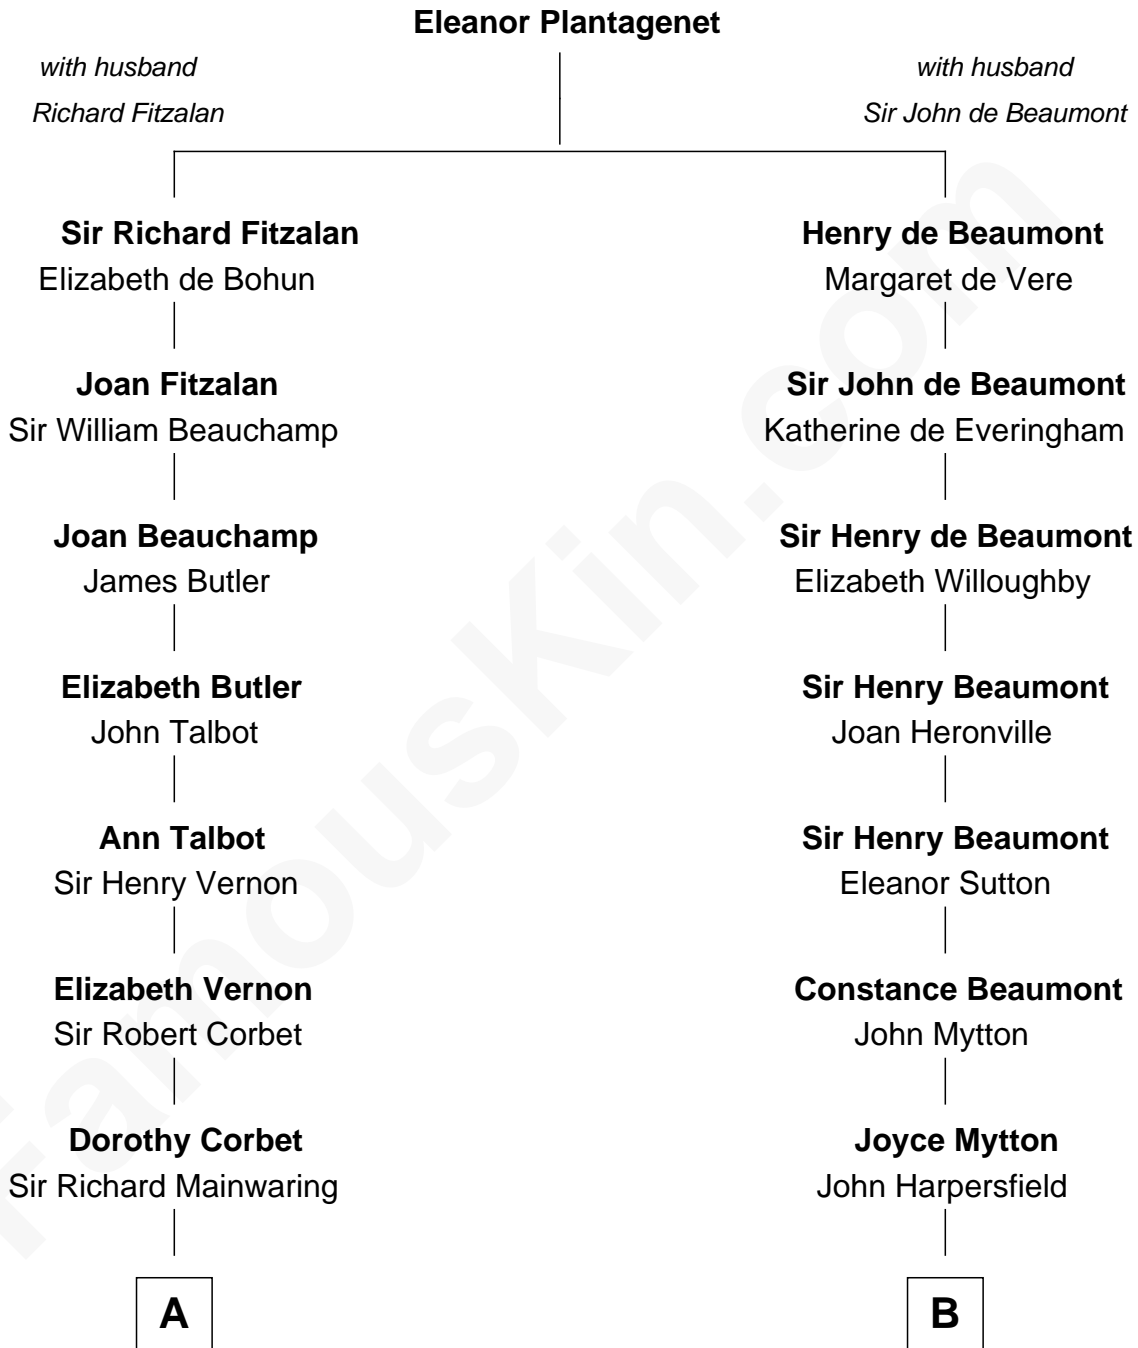 Eleanor Plantagenet
with husband
Richard Fitzalan
with husband
Sir John de Beaumont
Sir Richard Fitzalan
Elizabeth de Bohun
Henry de Beaumont
Margaret de Vere
Joan Fitzalan
Sir William Beauchamp
Sir John de Beaumont
Katherine de Everingham
Joan Beauchamp
James Butler
Sir Henry de Beaumont
Elizabeth Willoughby
Elizabeth Butler
John Talbot
Sir Henry Beaumont
Joan Heronville
Ann Talbot
Sir Henry Vernon
Sir Henry Beaumont
Eleanor Sutton
Elizabeth Vernon
Sir Robert Corbet
Constance Beaumont
John Mytton
Dorothy Corbet
Sir Richard Mainwaring
Joyce Mytton
John Harpersfield
A
B
FamousKin.com